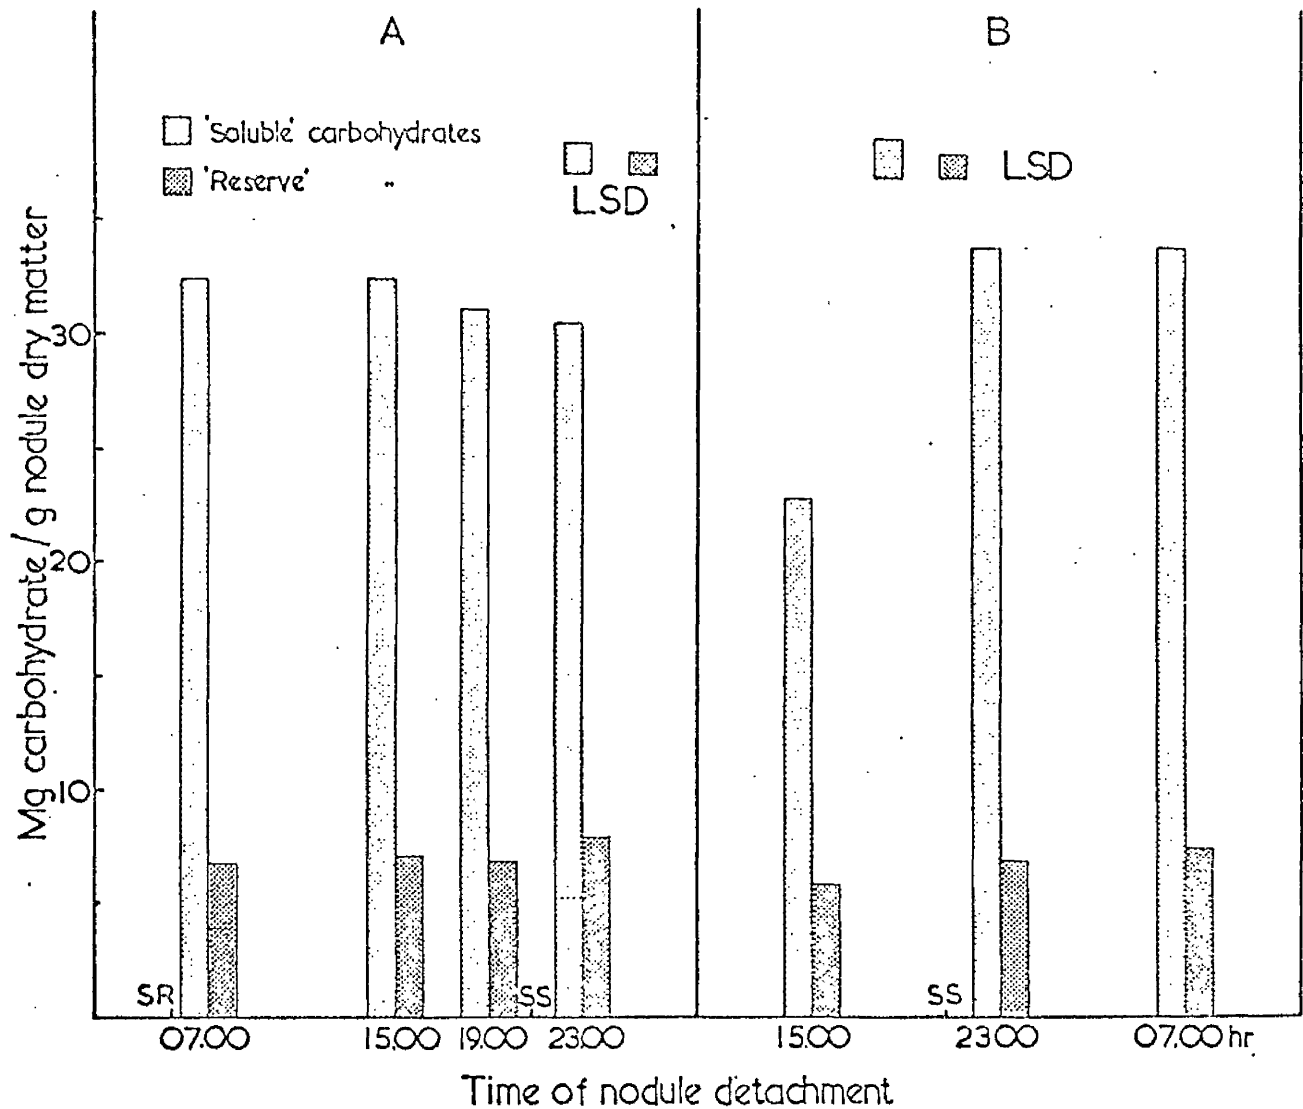 A
B
'Soluble' carbohydrates
'Reserve' "
LSD
LSD
Mg carbohydrate / g nodule dry matter
30
20
10
SR
SS
SS
07.00
15.00
19.00
23.00
15.00
23.00
07.00 hr.
Time of nodule detachment